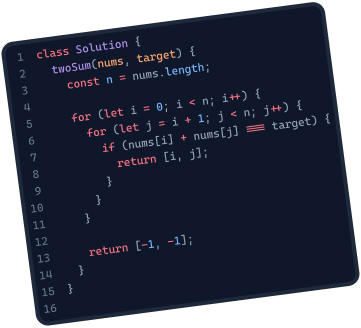 1 class Solution {
2 twoSum(nums, target) {
3 const n = nums.length;
4
5 for (let i = 0; i < n; i++) {
6 for (let j = i + 1; j < n; j++) {
7 if (nums[i] + nums[j] === target) {
8 return [i, j];
9 }
10 }
11 }
12
13 return [-1, -1];
14 }
15 }
16